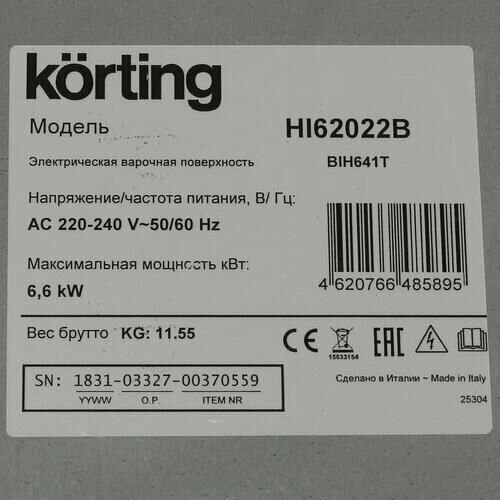 körting
Модель HI62022B
Электрическая варочная поверхность BIH641T
Напряжение/частота питания, В/ Гц:
AC 220-240 V~50/60 Hz
Максимальная мощность кВт:
6,6 kW
4 620766 485895
Вес брутто KG: 11.55
CE 15633154 EAC
SN: 1831-03327-00370559
YYWW O.P. ITEM NR
Сделано в Италии ~ Made in Italy
25304